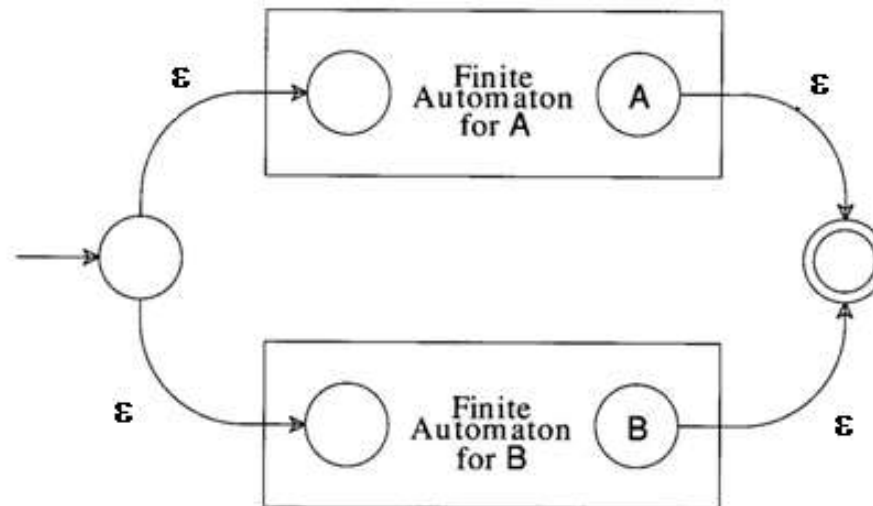 ε
Finite
Automaton
for A
A
ε
ε
Finite
Automaton
for B
B
ε